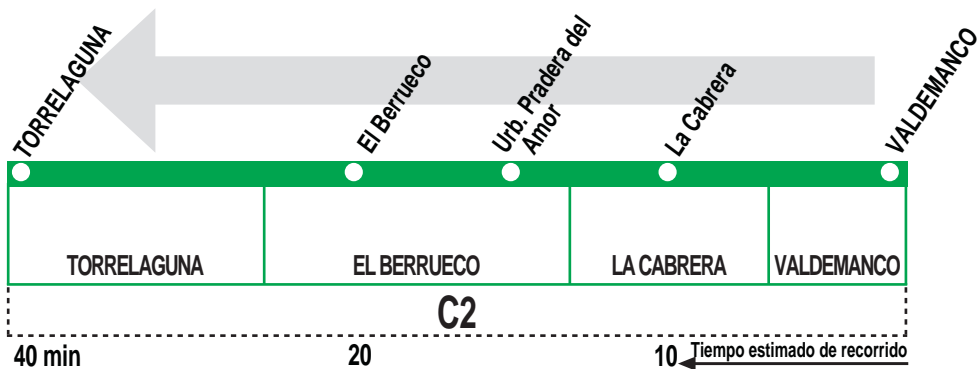 TORRELAGUNA
El Berrueco
Urb. Pradera del
Amor
La Cabrera
VALDEMANCO
TORRELAGUNA
EL BERRUECO
LA CABRERA
VALDEMANCO
C2
40 min
20
10
Tiempo estimado de recorrido